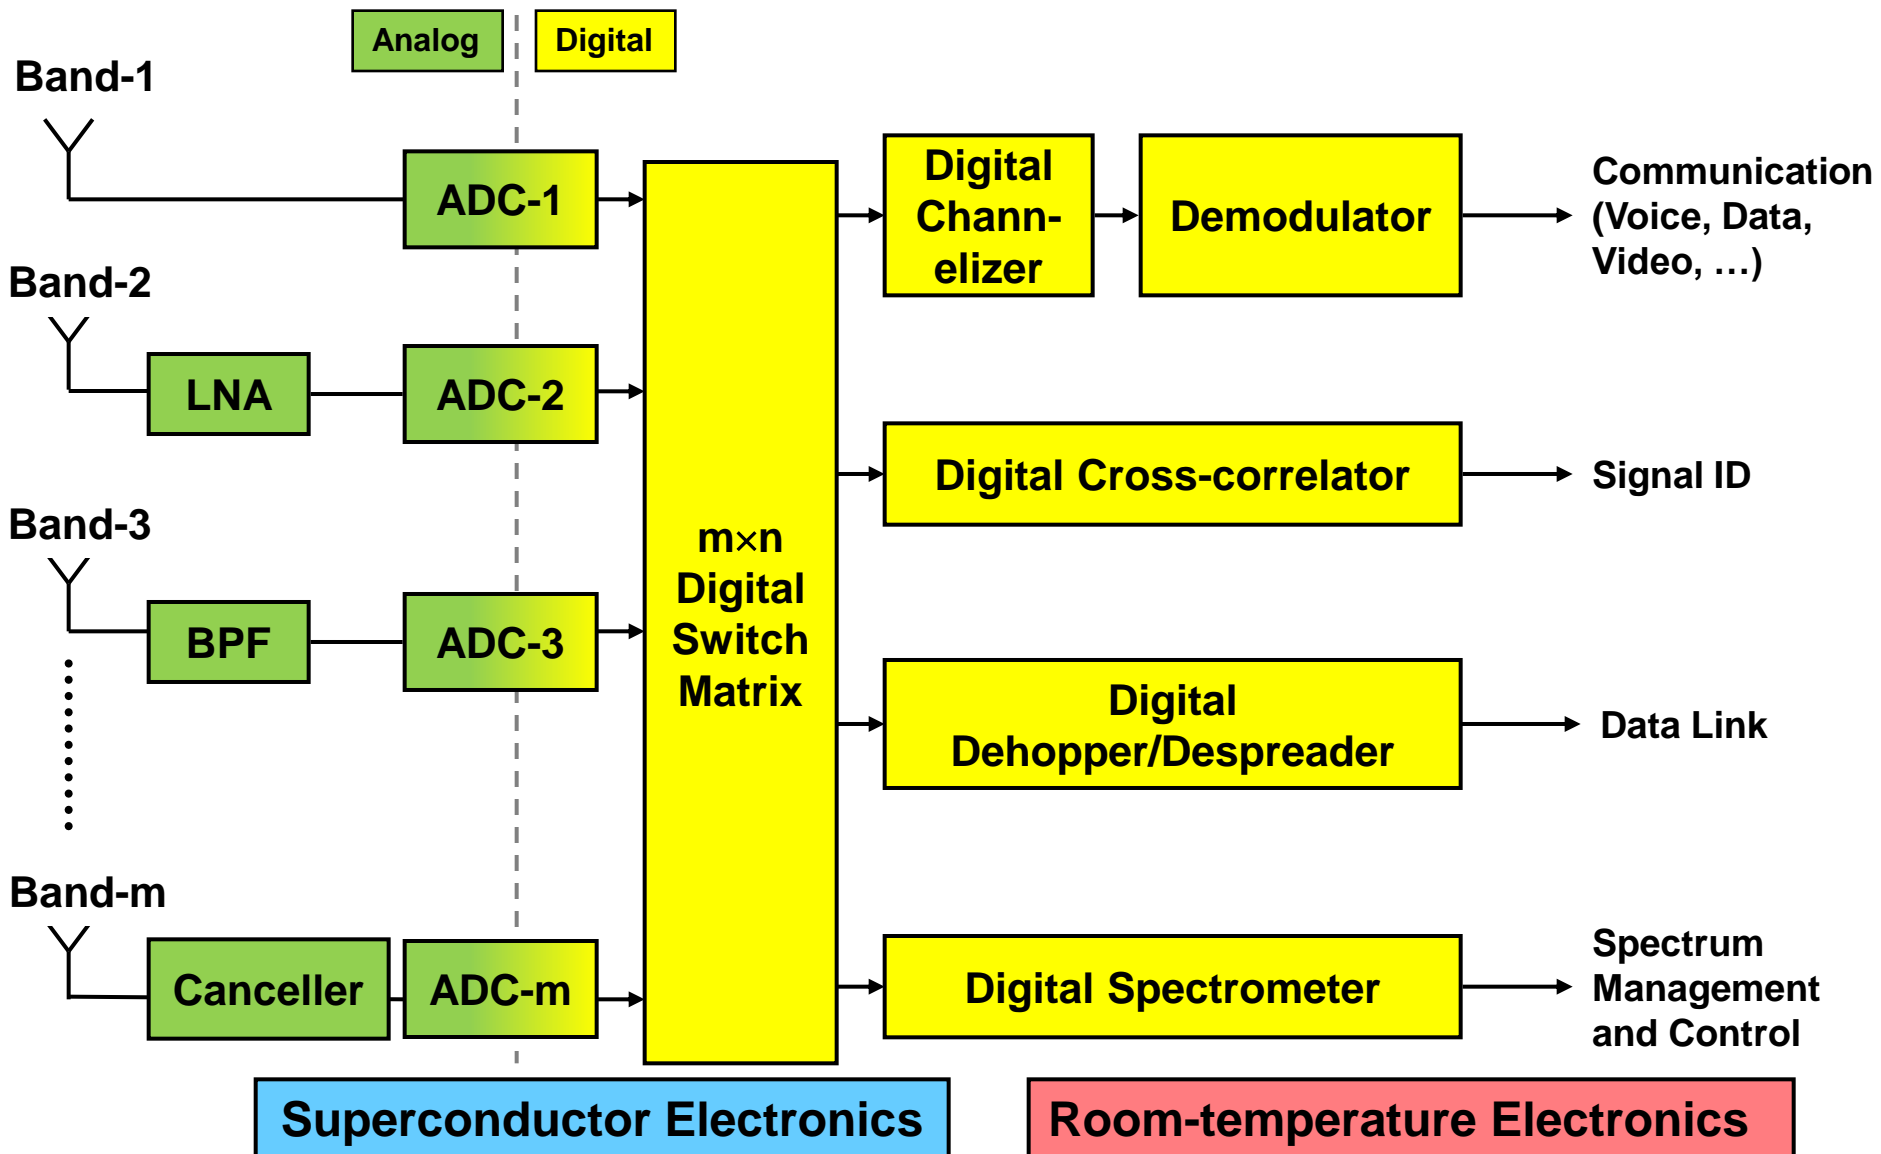 Analog
Digital
Band-1
ADC-1
Digital
Chann-
elizer
Demodulator
Communication
(Voice, Data,
Video, …)
Band-2
LNA
ADC-2
Digital Cross-correlator
Signal ID
Band-3
BPF
ADC-3
m×n
Digital
Switch
Matrix
Digital
Dehopper/Despreader
Data Link
Band-m
Canceller
ADC-m
Digital Spectrometer
Spectrum
Management
and Control
Superconductor Electronics
Room-temperature Electronics